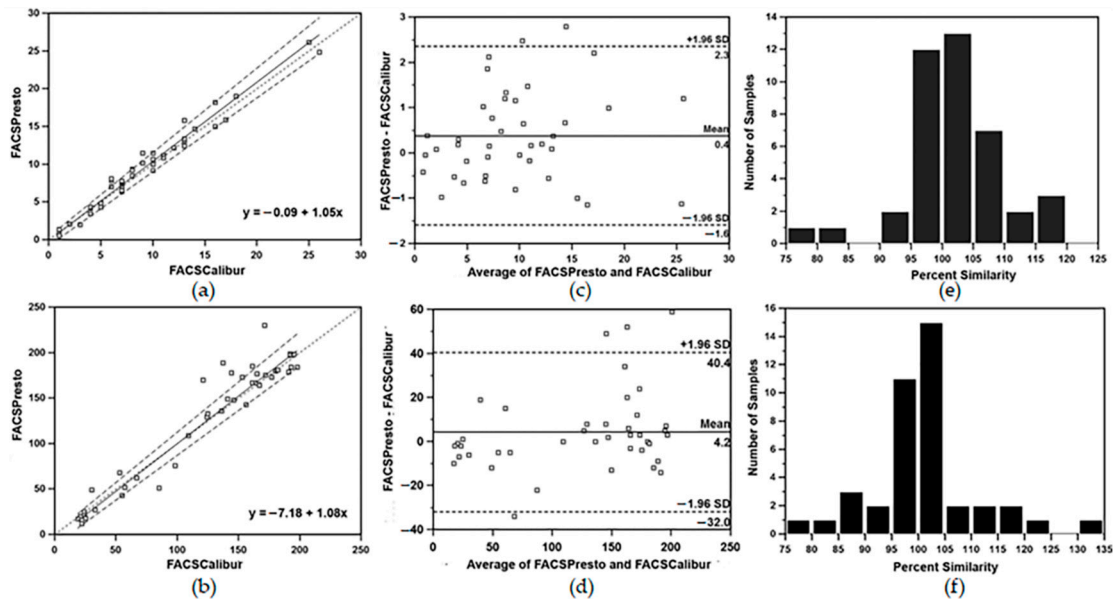 30
25
20
15
10
5
0
0 5 10 15 20 25 30
FACSPresto
FACSCalibur
y = −0.09 + 1.05x
(a)
3
2
1
0
−1
−2
0 5 10 15 20 25 30
FACSPresto - FACSCalibur
Average of FACSPresto and FACSCalibur
+1.96 SD
2.3
Mean
0.4
−1.96 SD
−1.6
(c)
14
12
10
8
6
4
2
0
75 80 85 90 95 100 105 110 115 120 125
Number of Samples
Percent Similarity
(e)
250
200
150
100
50
0
0 50 100 150 200 250
FACSPresto
FACSCalibur
y = −7.18 + 1.08x
(b)
60
40
20
0
−20
−40
0 50 100 150 200 250
FACSPresto - FACSCalibur
Average of FACSPresto and FACSCalibur
+1.96 SD
40.4
Mean
4.2
−1.96 SD
−32.0
(d)
16
14
12
10
8
6
4
2
0
75 80 85 90 95 100 105 110 115 120 125 130 135
Number of Samples
Percent Similarity
(f)